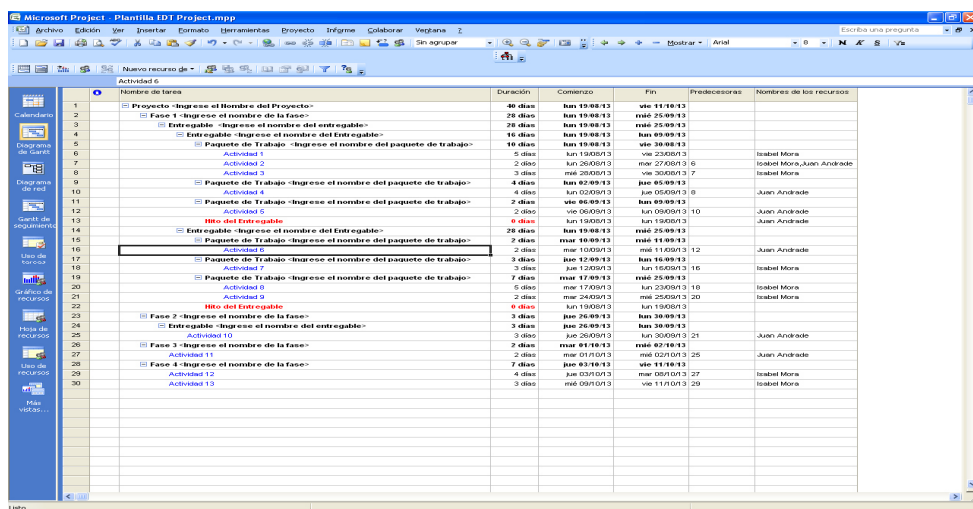 Microsoft Project - Plantilla EDT Project.mpp
Archivo Edición Ver Insertar Formato Herramientas Proyecto Informe Colaborar Ventana ? Escriba una pregunta
Sin agrupar Mostrar Arial 8 N K S
Nuevo recurso de
Actividad 6
Nombre de tarea Duración Comienzo Fin Predecesoras Nombres de los recursos
1 Proyecto <Ingrese el Nombre del Proyecto> 40 días lun 19/08/13 vie 11/10/13
2 Fase 1 <Ingrese el nombre de la fase> 28 días lun 19/08/13 mié 25/09/13
3 Entregable <Ingrese el nombre del entregable> 28 días lun 19/08/13 mié 25/09/13
4 Entregable <Ingrese el nombre del Entregable> 16 días lun 19/08/13 lun 09/09/13
5 Paquete de Trabajo <Ingrese el nombre del paquete de trabajo> 10 días lun 19/08/13 vie 30/08/13
6 Actividad 1 5 días lun 19/08/13 vie 23/08/13 Isabel Mora
7 Actividad 2 2 días lun 26/08/13 mar 27/08/13 6 Isabel Mora,Juan Andrade
8 Actividad 3 3 días mié 28/08/13 vie 30/08/13 7 Isabel Mora
9 Paquete de Trabajo <Ingrese el nombre del paquete de trabajo> 4 días lun 02/09/13 jue 05/09/13
10 Actividad 4 4 días lun 02/09/13 jue 05/09/13 8 Juan Andrade
11 Paquete de Trabajo <Ingrese el nombre del paquete de trabajo> 2 días vie 06/09/13 lun 09/09/13
12 Actividad 5 2 días vie 06/09/13 lun 09/09/13 10 Juan Andrade
13 Hito del Entregable 0 días lun 19/08/13 lun 19/08/13 Juan Andrade
14 Entregable <Ingrese el nombre del Entregable> 28 días lun 19/08/13 mié 25/09/13
15 Paquete de Trabajo <Ingrese el nombre del paquete de trabajo> 2 días mar 10/09/13 mié 11/09/13
16 Actividad 6 2 días mar 10/09/13 mié 11/09/13 12 Juan Andrade
17 Paquete de Trabajo <Ingrese el nombre del paquete de trabajo> 3 días jue 12/09/13 lun 16/09/13
18 Actividad 7 3 días jue 12/09/13 lun 16/09/13 16 Isabel Mora
19 Paquete de Trabajo <Ingrese el nombre del paquete de trabajo> 7 días mar 17/09/13 mié 25/09/13
20 Actividad 8 5 días mar 17/09/13 lun 23/09/13 18 Isabel Mora
21 Actividad 9 2 días mar 24/09/13 mié 25/09/13 20 Isabel Mora
22 Hito del Entregable 0 días lun 19/08/13 lun 19/08/13
23 Fase 2 <Ingrese el nombre de la fase> 3 días jue 26/09/13 lun 30/09/13
24 Entregable <Ingrese el nombre del entregable> 3 días jue 26/09/13 lun 30/09/13
25 Actividad 10 3 días jue 26/09/13 lun 30/09/13 21 Juan Andrade
26 Fase 3 <Ingrese el nombre de la fase> 2 días mar 01/10/13 mié 02/10/13
27 Actividad 11 2 días mar 01/10/13 mié 02/10/13 25 Juan Andrade
28 Fase 4 <Ingrese el nombre de la fase> 7 días jue 03/10/13 vie 11/10/13
29 Actividad 12 4 días jue 03/10/13 mar 08/10/13 27 Isabel Mora
30 Actividad 13 3 días mié 09/10/13 vie 11/10/13 29 Isabel Mora
Calendario
Diagrama
de Gantt
Diagrama
de red
Gantt de
seguimiento
Uso de
tareas
Gráfico de
recursos
Hoja de
recursos
Uso de
recursos
Más
vistas...
Listo